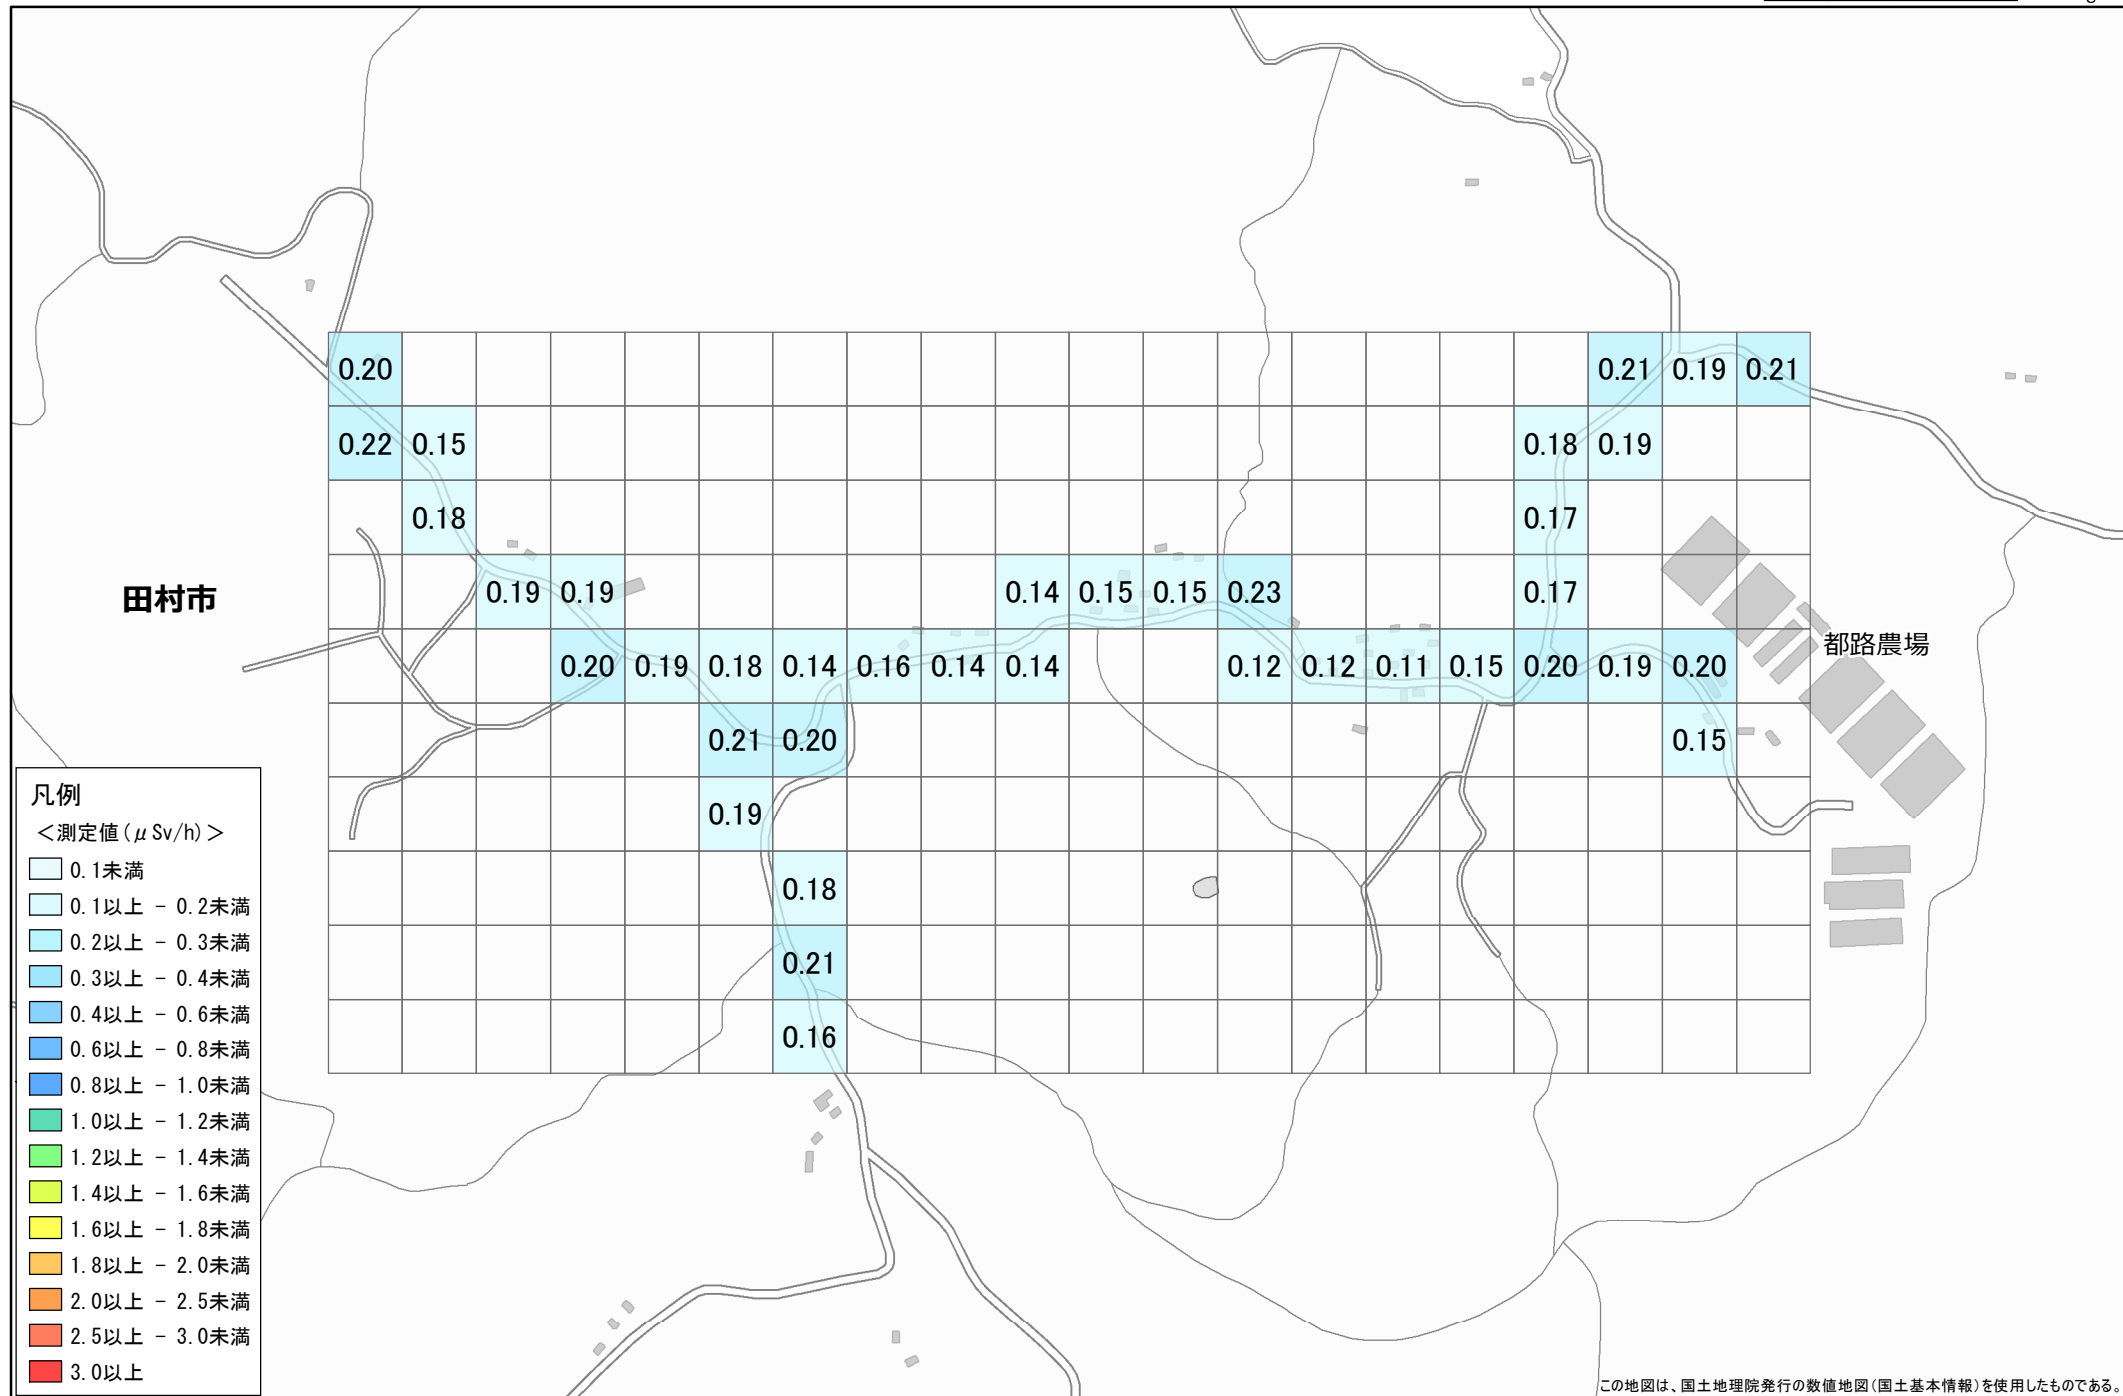 0.20 0.21 0.19 0.21
0.22 0.15 0.18 0.19
0.18 0.17
0.19 0.19 0.14 0.15 0.15 0.23 0.17
田村市
都路農場
0.20 0.19 0.18 0.14 0.16 0.14 0.14 0.12 0.12 0.11 0.15 0.20 0.19 0.20
0.21 0.20 0.15
0.19
0.18
0.21
0.16
凡例
＜測定値(μSv/h)＞
0.1未満
0.1以上 - 0.2未満
0.2以上 - 0.3未満
0.3以上 - 0.4未満
0.4以上 - 0.6未満
0.6以上 - 0.8未満
0.8以上 - 1.0未満
1.0以上 - 1.2未満
1.2以上 - 1.4未満
1.4以上 - 1.6未満
1.6以上 - 1.8未満
1.8以上 - 2.0未満
2.0以上 - 2.5未満
2.5以上 - 3.0未満
3.0以上
この地図は、国土地理院発行の数値地図(国土基本情報)を使用したものである。